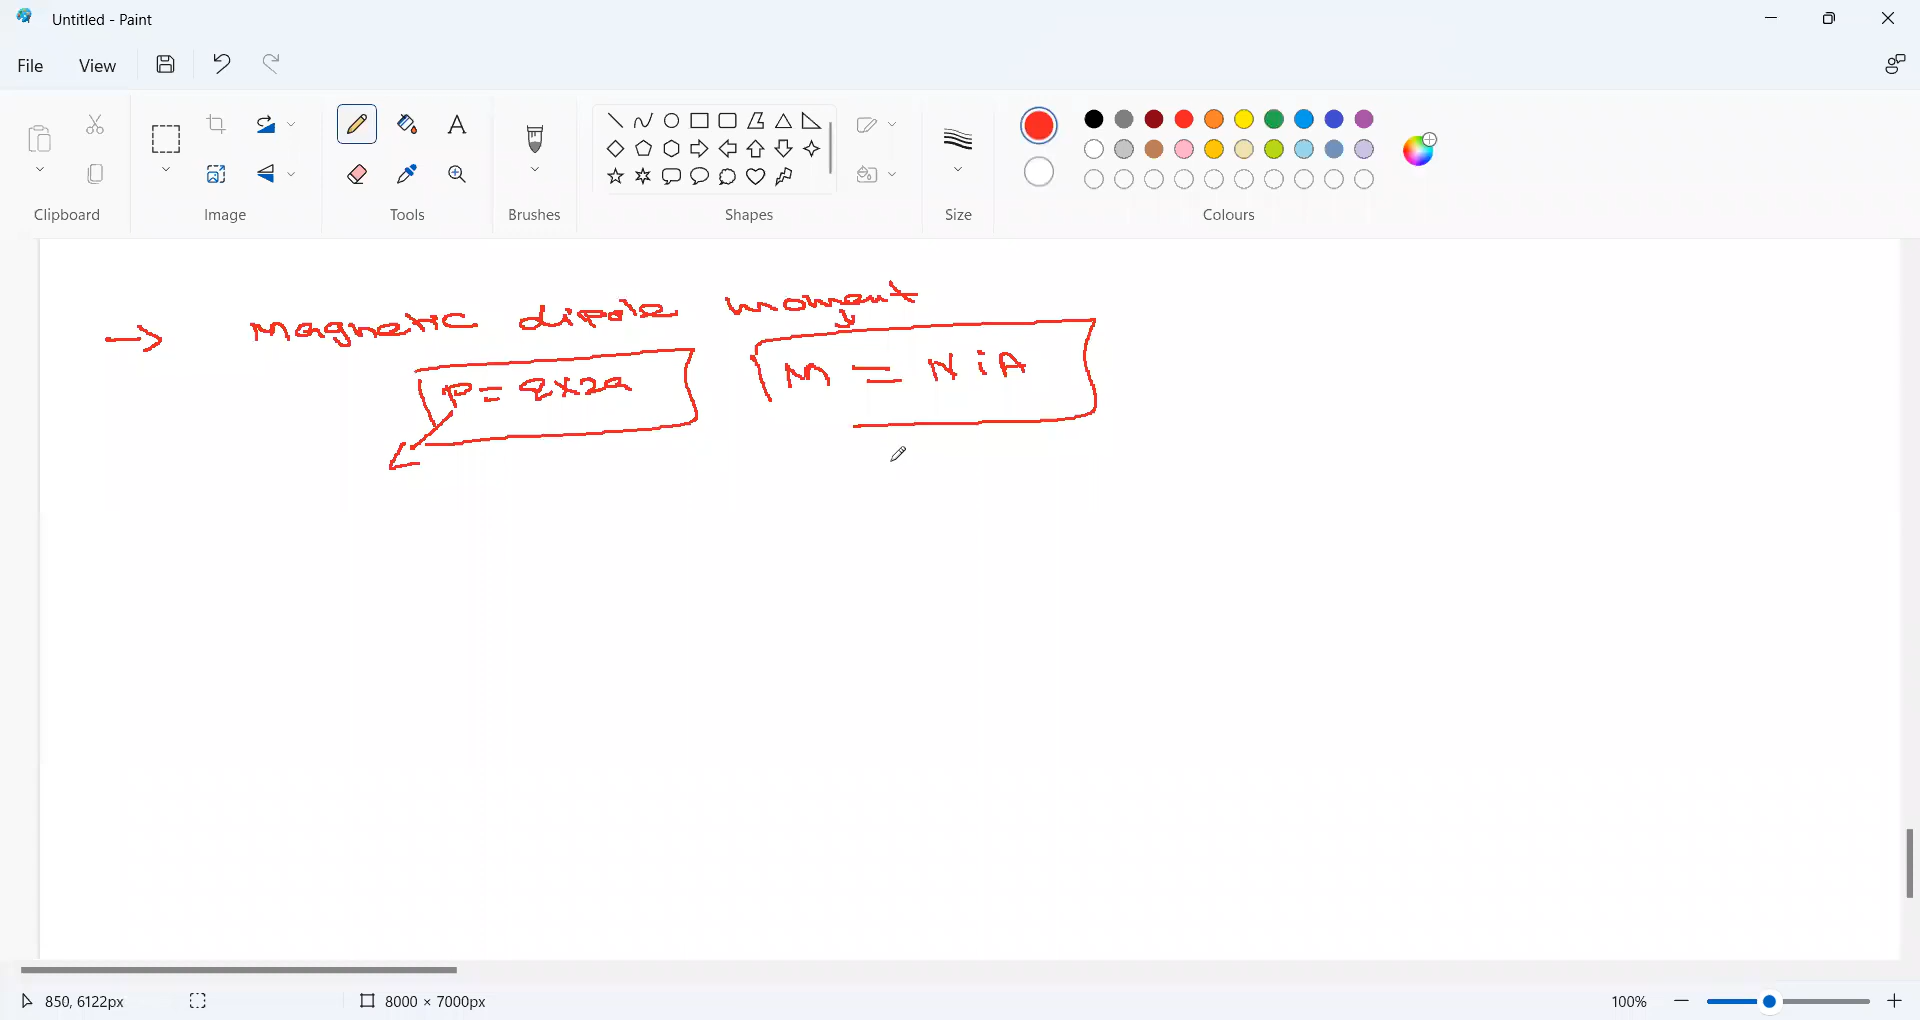 Untitled - Paint
File View
Clipboard Image Tools Brushes Shapes Size Colours
→ magnetic dipole moment
P = q×2a
M = NiA
850, 6122px 8000 × 7000px 100%